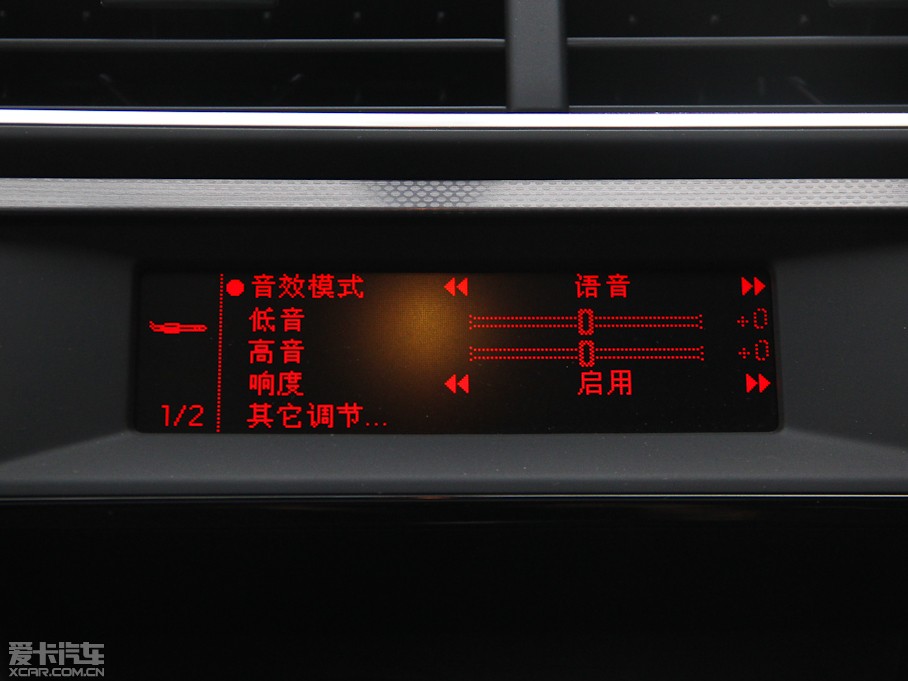 音效模式 语音
低音 +0
高音 +0
响度 启用
1/2 其它调节...
爱卡汽车
XCAR.COM.CN